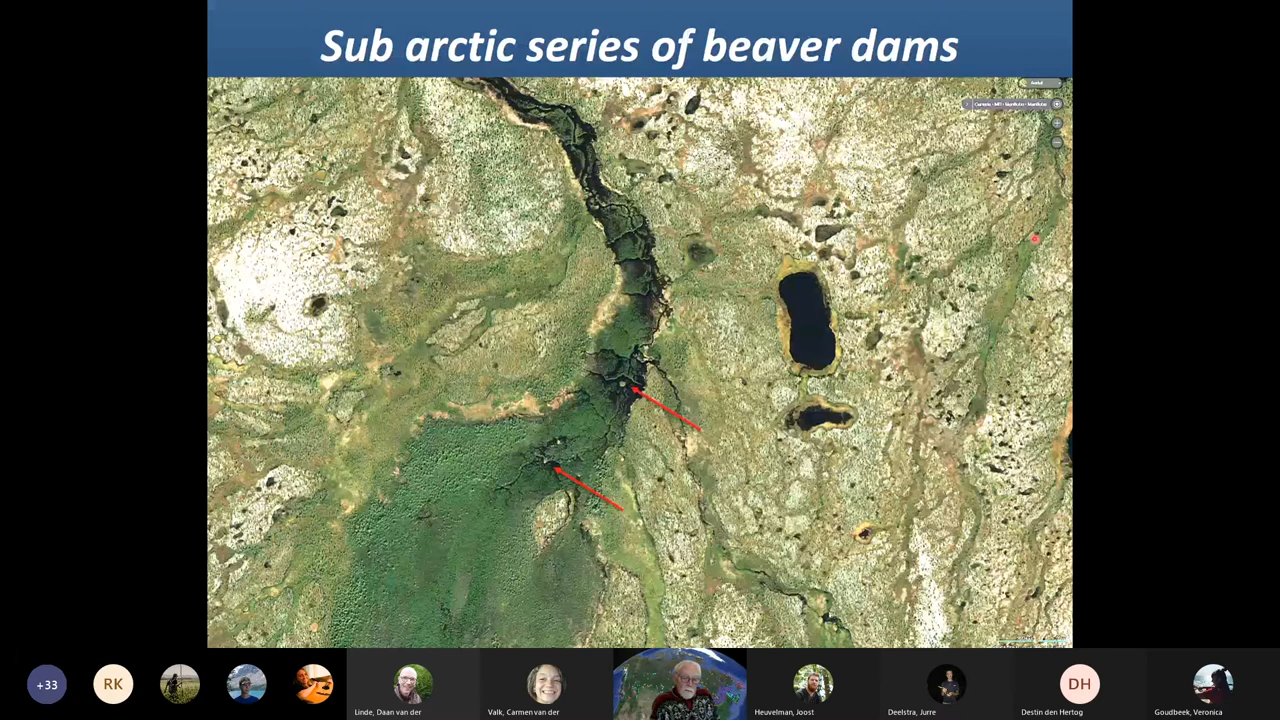 Sub arctic series of beaver dams
Aerial
+33
RK
Linde, Daan van der
Valk, Carmen van der
Heuvelman, Joost
Deelstra, Jurre
DH
Destin den Hertog
Goudbeek, Veronica